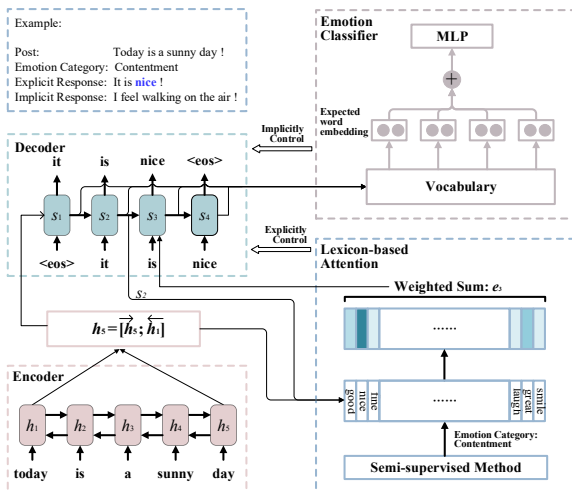 Example:
Post: Today is a sunny day !
Emotion Category: Contentment
Explicit Response: It is nice !
Implicit Response: I feel walking on the air !
Emotion
Classifier
MLP
+
Expected
word
embedding
Vocabulary
Implicitly
Control
Decoder
it is nice <eos>
s1 s2 s3 s4
<eos> it is nice
Explicitly
Control
Lexicon-based
Attention
Weighted Sum: e3
s2
h5=[h5; h1]
......
Encoder
h1 h2 h3 h4 h5
today is a sunny day
good nice fine ...... laugh great smile
Emotion Category:
Contentment
Semi-supervised Method